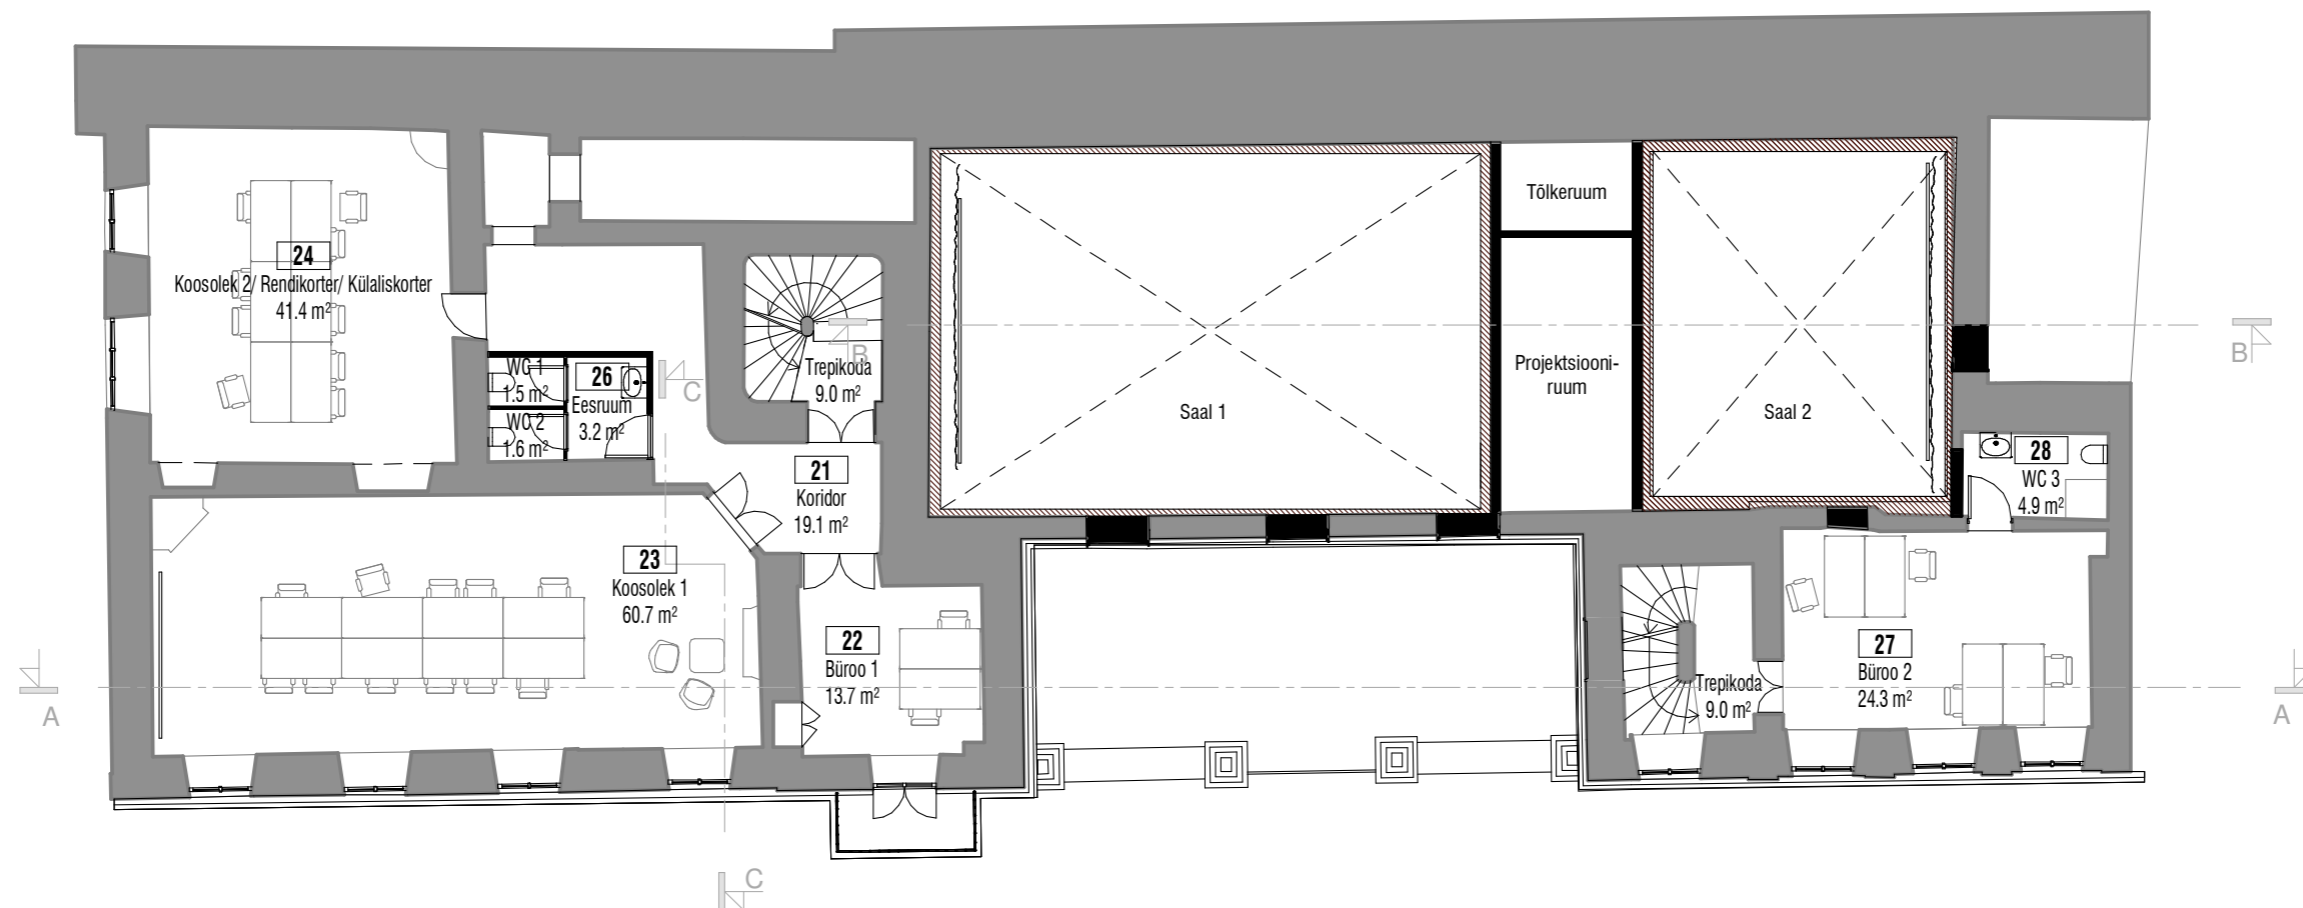 24
Koosolek 2/ Rendikorter/ Külaliskorter
41.4 m²
WC 1
1.5 m²
WC 2
1.6 m²
26
Eesruum
3.2 m²
C
B
Trepikoda
9.0 m²
21
Koridor
19.1 m²
23
Koosolek 1
60.7 m²
22
Büroo 1
13.7 m²
Saal 1
Tõlkeruum
Projektsiooni-
ruum
Saal 2
B
28
WC 3
4.9 m²
27
Büroo 2
24.3 m²
Trepikoda
9.0 m²
A
A
C